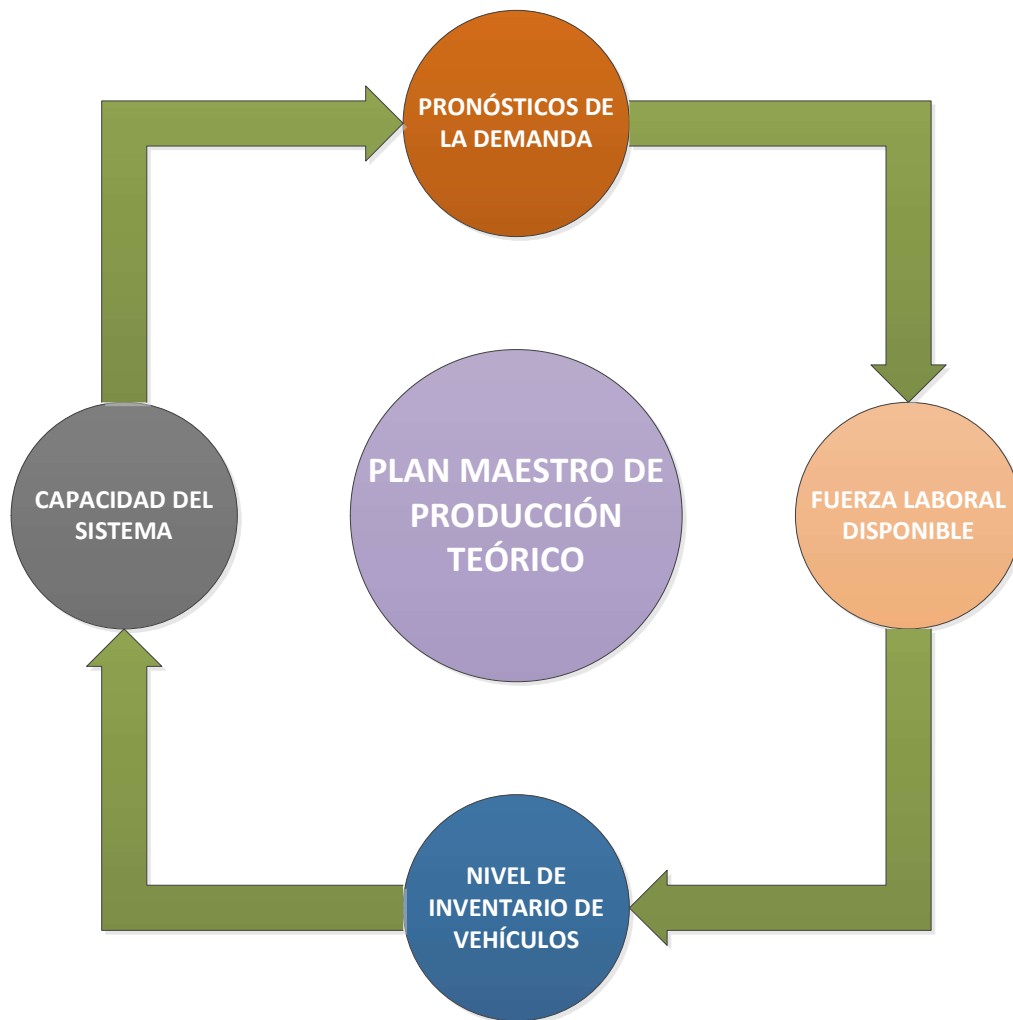 PRONÓSTICOS DE
LA DEMANDA
CAPACIDAD DEL
SISTEMA
PLAN MAESTRO DE
PRODUCCIÓN
TEÓRICO
FUERZA LABORAL
DISPONIBLE
NIVEL DE
INVENTARIO DE
VEHÍCULOS